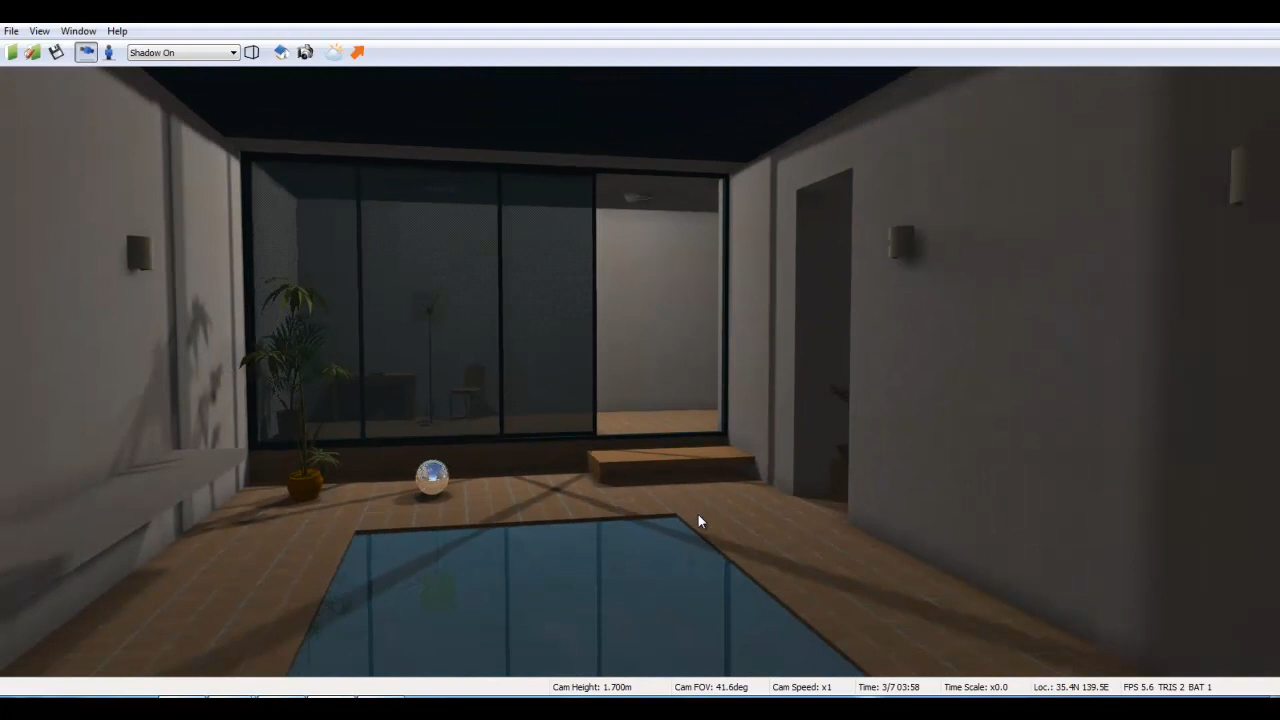 File View Window Help
Shadow On
Cam Height: 1.700m Cam FOV: 41.6deg Cam Speed: x1 Time: 3/7 03:58 Time Scale: x0.0 Loc.: 35.4N 139.5E FPS 5.6 TRIS 2 BAT 1